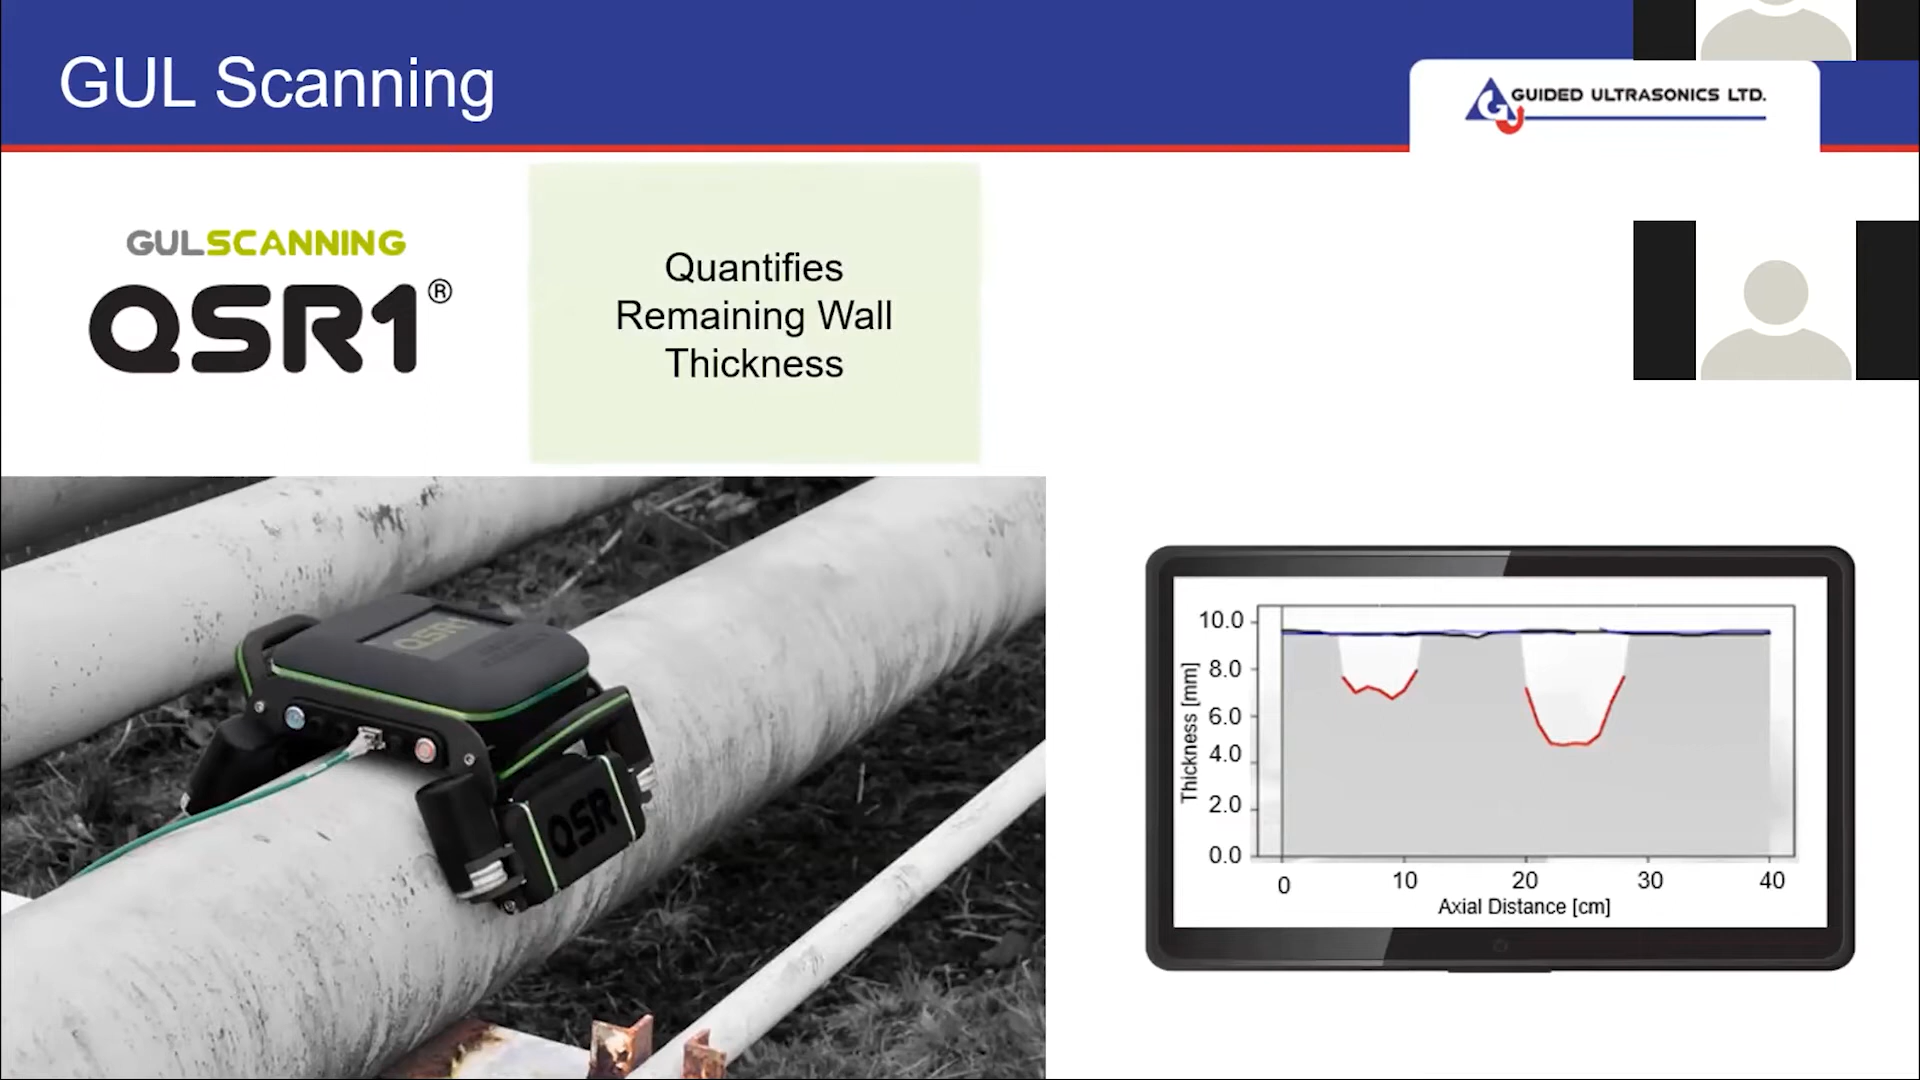 GUL Scanning
GUIDED ULTRASONICS LTD.
GULSCANNING
QSR1®
Quantifies
Remaining Wall
Thickness
QSR1
QSR
10.0
8.0
6.0
4.0
2.0
0.0
Thickness [mm]
0 10 20 30 40
Axial Distance [cm]